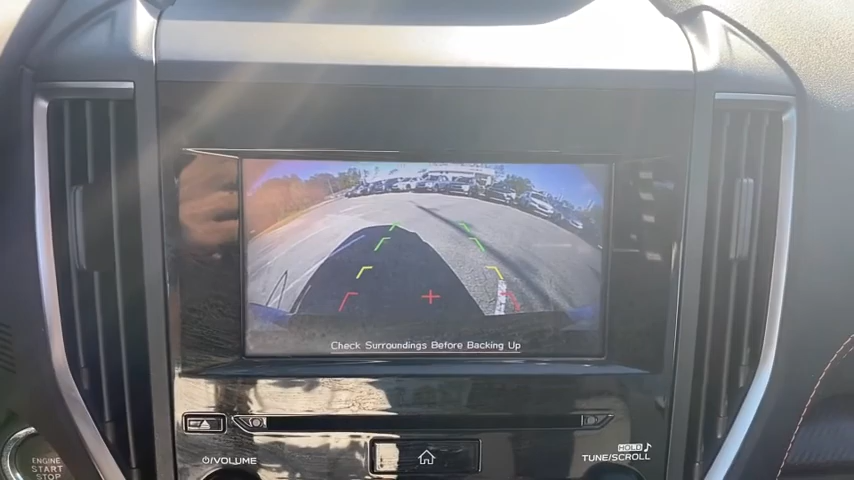 Check Surroundings Before Backing Up
VOLUME
HOLD
TUNE/SCROLL
ENGINE
START
STOP